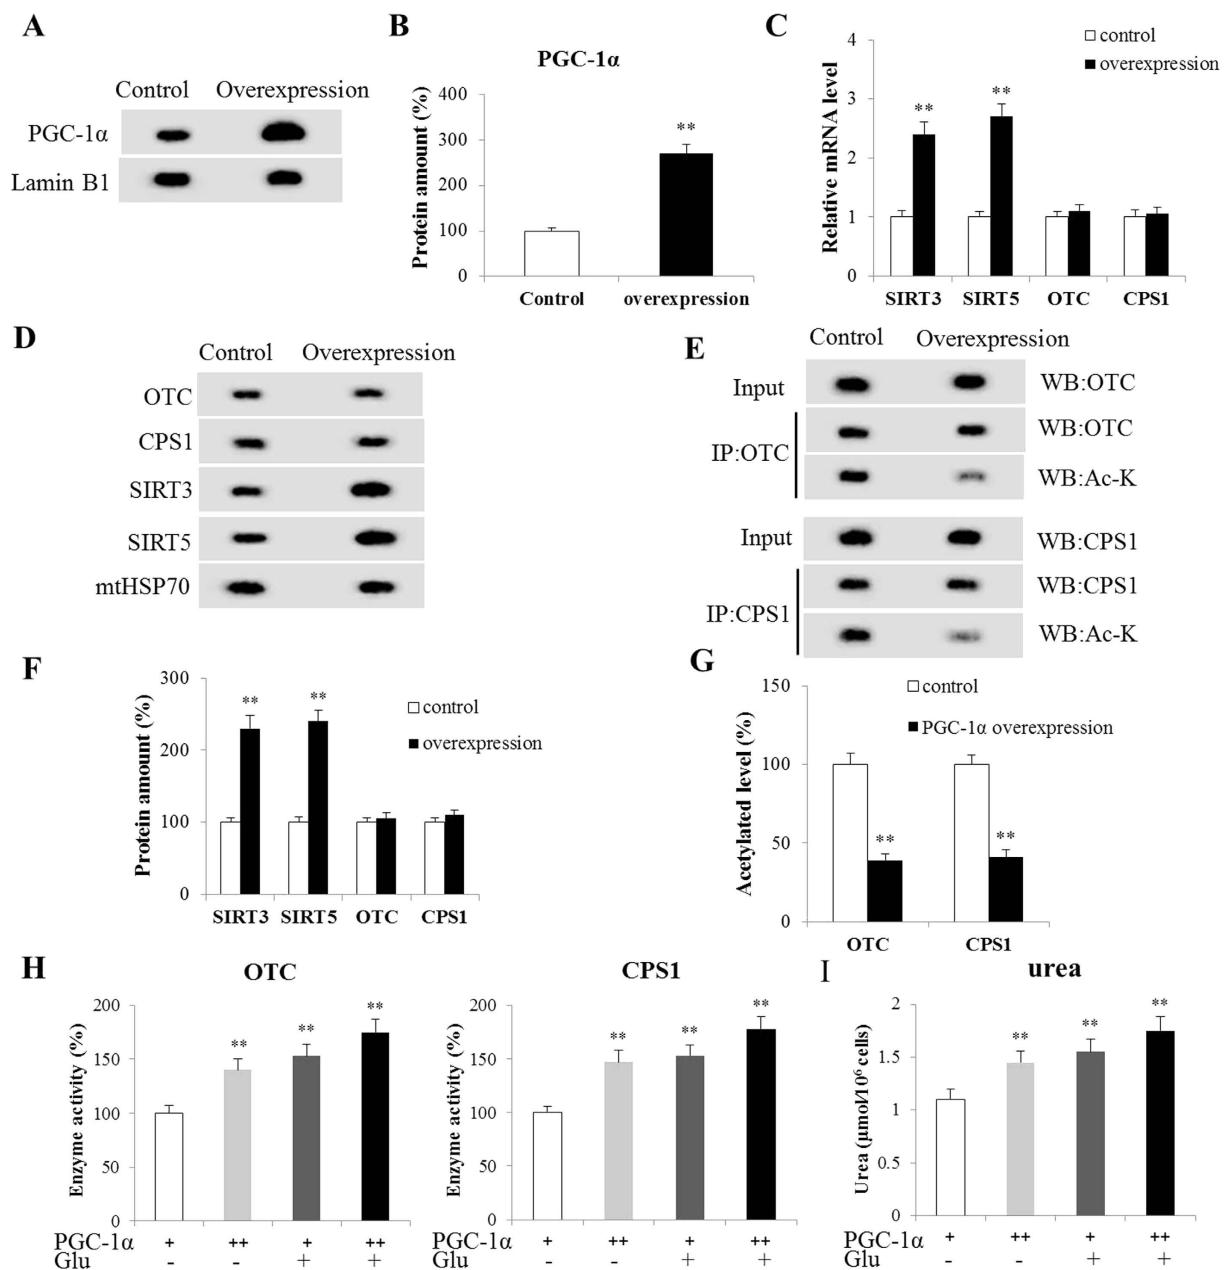 A
Control Overexpression
PGC-1α
Lamin B1
B
PGC-1α
Protein amount (%)
400
300
200
100
0
Control overexpression
**
C
Relative mRNA level
4
3
2
1
0
control
overexpression
** **
SIRT3 SIRT5 OTC CPS1
D
Control Overexpression
OTC
CPS1
SIRT3
SIRT5
mtHSP70
E
Control Overexpression
Input WB:OTC
IP:OTC
WB:OTC
WB:Ac-K
Input WB:CPS1
IP:CPS1
WB:CPS1
WB:Ac-K
F
Protein amount (%)
300
200
100
0
** **
control
overexpression
SIRT3 SIRT5 OTC CPS1
G
Acetylated level (%)
150
100
50
0
control
PGC-1α overexpression
** **
OTC CPS1
H
OTC
Enzyme activity (%)
200
150
100
50
0
** ** **
PGC-1α + ++ + ++
Glu - - + +
CPS1
Enzyme activity (%)
200
150
100
50
0
** ** **
PGC-1α + ++ + ++
Glu - - + +
I
urea
Urea (μmol/10⁶ cells)
2
1.5
1
0.5
0
** ** **
PGC-1α + ++ + ++
Glu - - + +